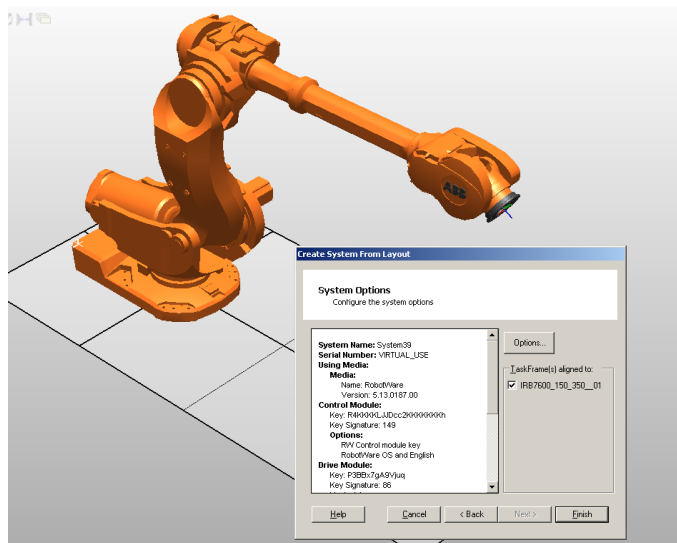 ABB
Create System From Layout
System Options
Configure the system options
System Name: System39
Serial Number: VIRTUAL_USE
Using Media:
Media:
Name: RobotWare
Version: 5.13.0187.00
Control Module:
Key: R4KKKKLJJDcc2KKKKKKKh
Key Signature: 149
Options:
RW Control module key
RobotWare OS and English
Drive Module:
Key: P3BBx7gA9Vjuq
Key Signature: 86
Options...
TaskFrame(s) aligned to:
IRB7600_150_350__01
Help
Cancel
< Back
Next >
Finish